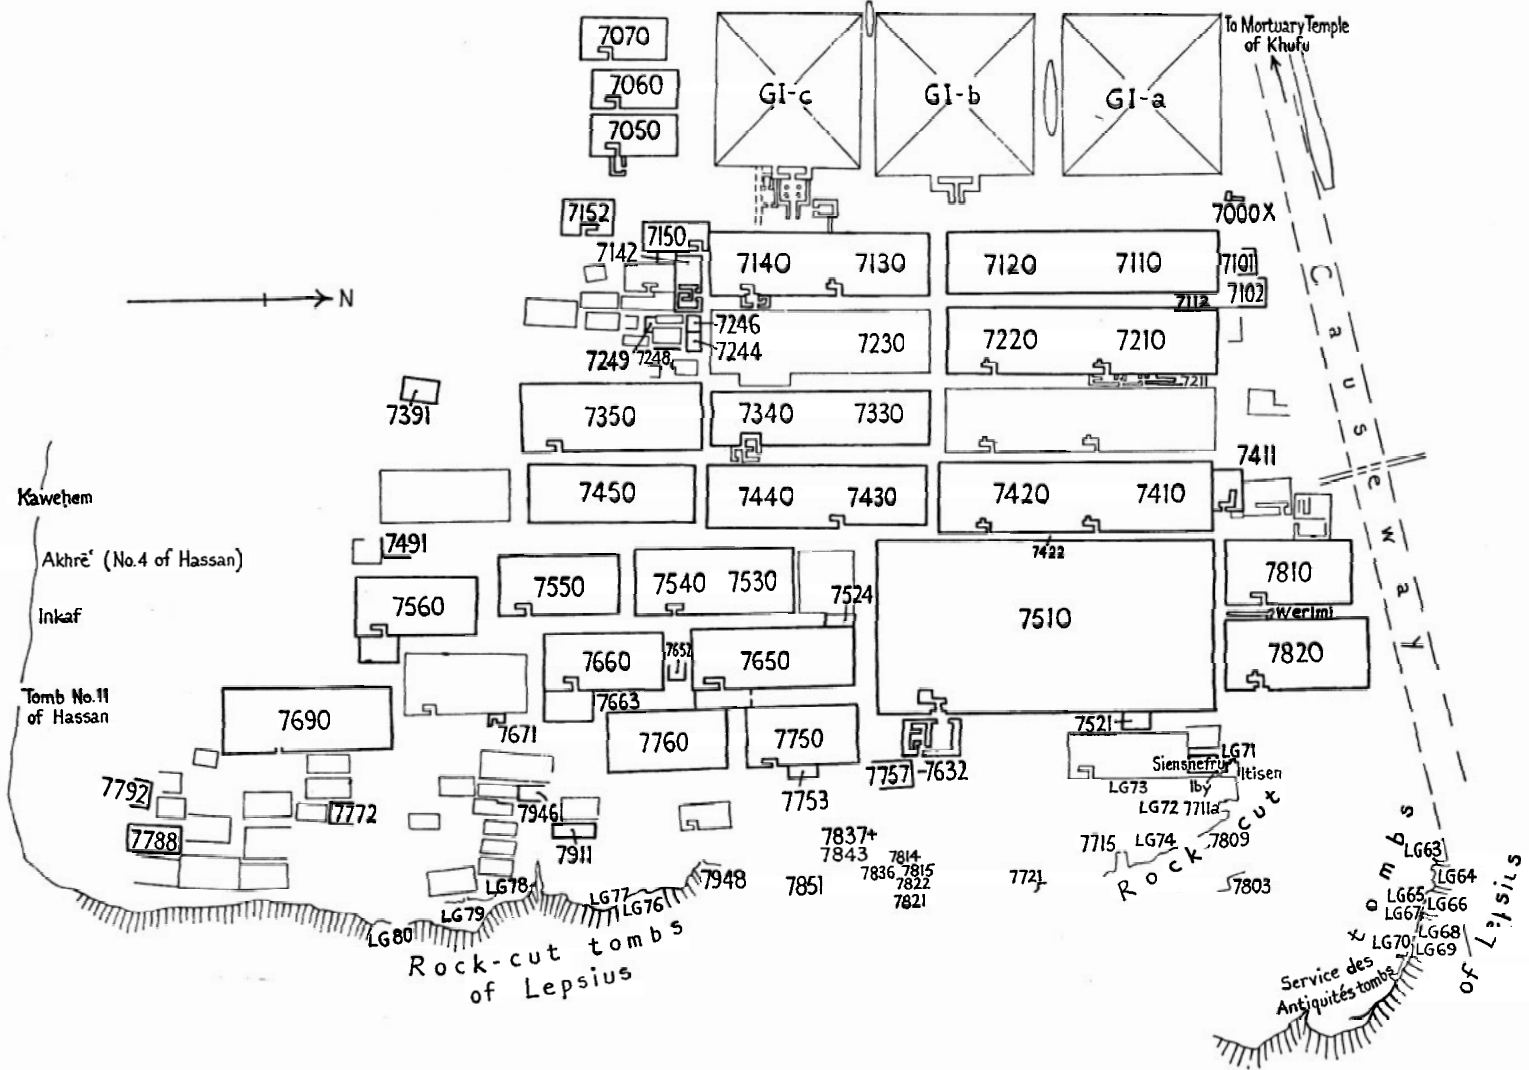 To Mortuary Temple
of Khufu
7070
7060
7050
GI-c
GI-b
GI-a
7000X
7152
7150
7142
7140
7130
7120
7110
7101
7102
7112
N
7246
7244
7249
7248
7230
7220
7210
7211
7391
7350
7340
7330
7411
Causeway
7450
7440
7430
7420
7410
7422
Kaweḥem
Akhrēʿ (No.4 of Hassan)
Inkaf
Tomb No.11
of Hassan
7491
7560
7550
7540
7530
7524
7510
7810
Werimi
7820
7660
7652
7650
7663
7690
7671
7760
7750
7753
7757
7632
7521
Siensnefru
LG71
Itisen
Iby
LG73
LG72
7711a
7792
7788
7772
7946
7911
7837+
7843
7814
7836
7815
7822
7821
7851
7948
7721
7715
LG74
7809
7803
LG78
LG79
LG77
LG76
LG80
Rock-cut tombs
of Lepsius
Rock cut
tombs
of Lepsius
LG63
LG64
LG65
LG66
LG67
LG68
LG70
LG69
Service des
Antiquités tombs